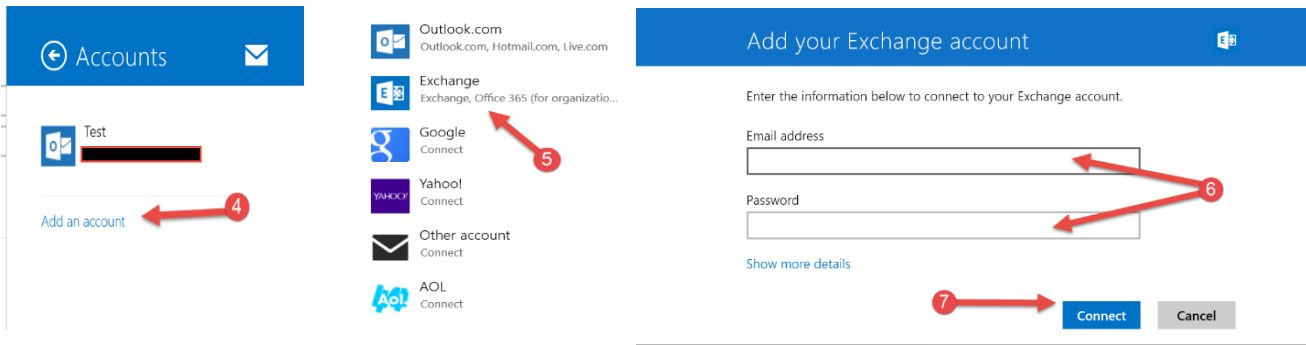 Accounts
Test
4
Add an account
Outlook.com
Outlook.com, Hotmail.com, Live.com
Exchange
Exchange, Office 365 (for organizatio...
5
Google
Connect
YAHOO!
Yahoo!
Connect
Other account
Connect
Aol.
AOL
Connect
Add your Exchange account
Enter the information below to connect to your Exchange account.
Email address
6
Password
Show more details
7
Connect
Cancel